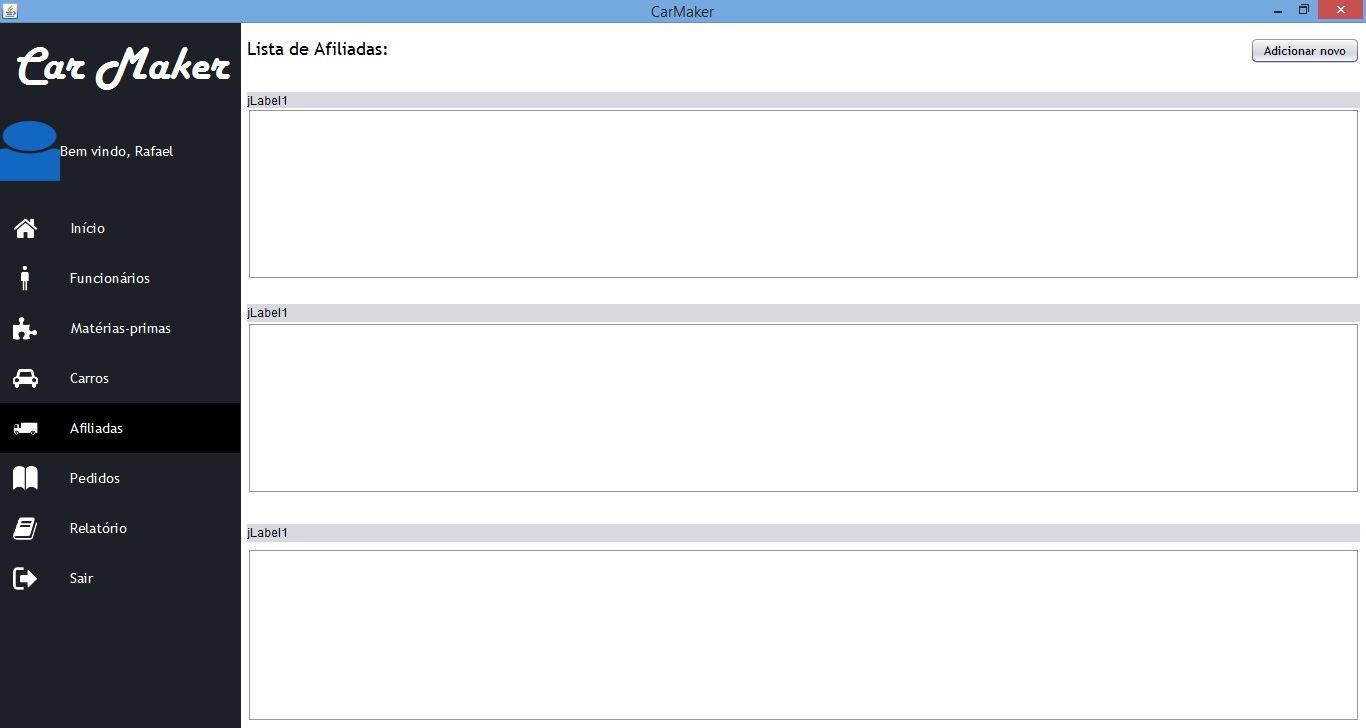 CarMaker
Car Maker
Bem vindo, Rafael
Início
Funcionários
Matérias-primas
Carros
Afiliadas
Pedidos
Relatório
Sair
Lista de Afiliadas:
Adicionar novo
jLabel1
jLabel1
jLabel1